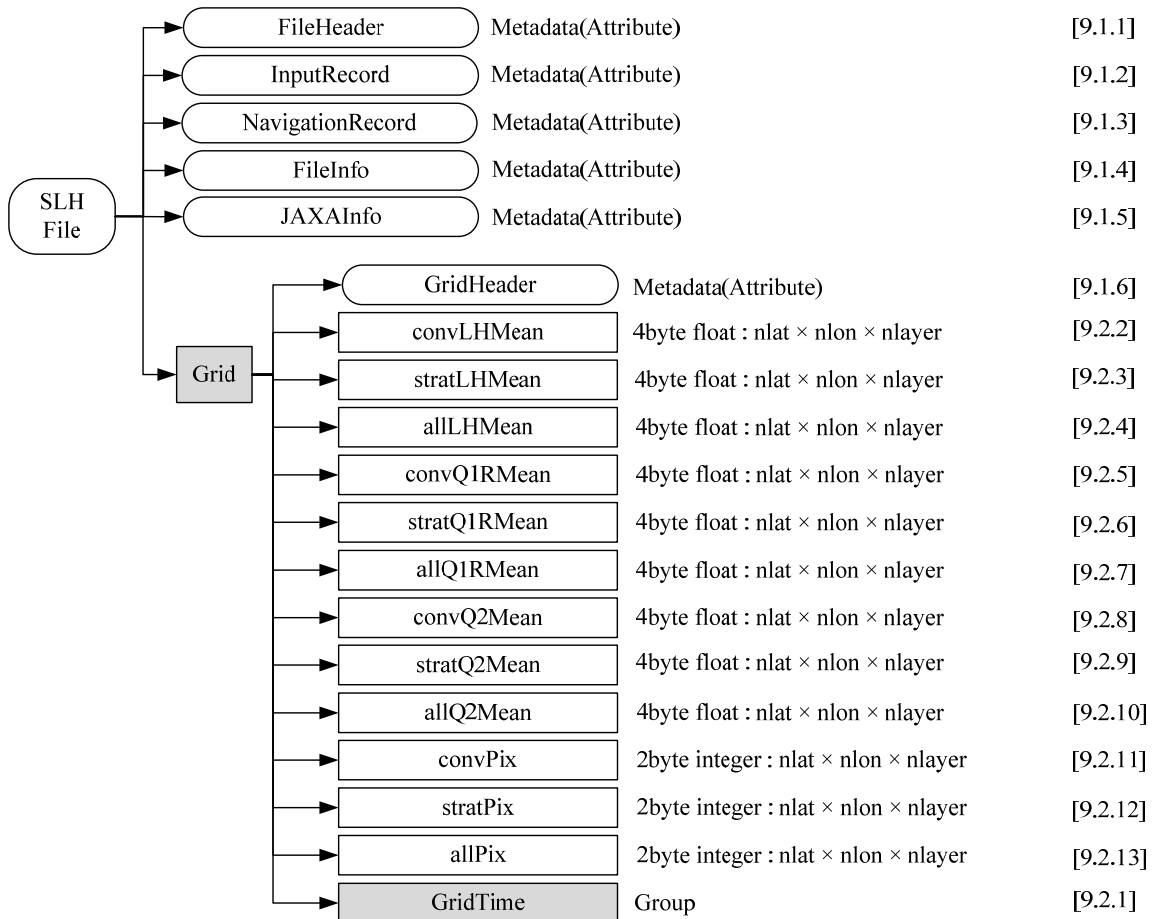 FileHeader Metadata(Attribute) [9.1.1]
InputRecord Metadata(Attribute) [9.1.2]
NavigationRecord Metadata(Attribute) [9.1.3]
FileInfo Metadata(Attribute) [9.1.4]
SLH
File
JAXAInfo Metadata(Attribute) [9.1.5]
GridHeader Metadata(Attribute) [9.1.6]
convLHMean 4byte float : nlat × nlon × nlayer [9.2.2]
Grid
stratLHMean 4byte float : nlat × nlon × nlayer [9.2.3]
allLHMean 4byte float : nlat × nlon × nlayer [9.2.4]
convQ1RMean 4byte float : nlat × nlon × nlayer [9.2.5]
stratQ1RMean 4byte float : nlat × nlon × nlayer [9.2.6]
allQ1RMean 4byte float : nlat × nlon × nlayer [9.2.7]
convQ2Mean 4byte float : nlat × nlon × nlayer [9.2.8]
stratQ2Mean 4byte float : nlat × nlon × nlayer [9.2.9]
allQ2Mean 4byte float : nlat × nlon × nlayer [9.2.10]
convPix 2byte integer : nlat × nlon × nlayer [9.2.11]
stratPix 2byte integer : nlat × nlon × nlayer [9.2.12]
allPix 2byte integer : nlat × nlon × nlayer [9.2.13]
GridTime Group [9.2.1]